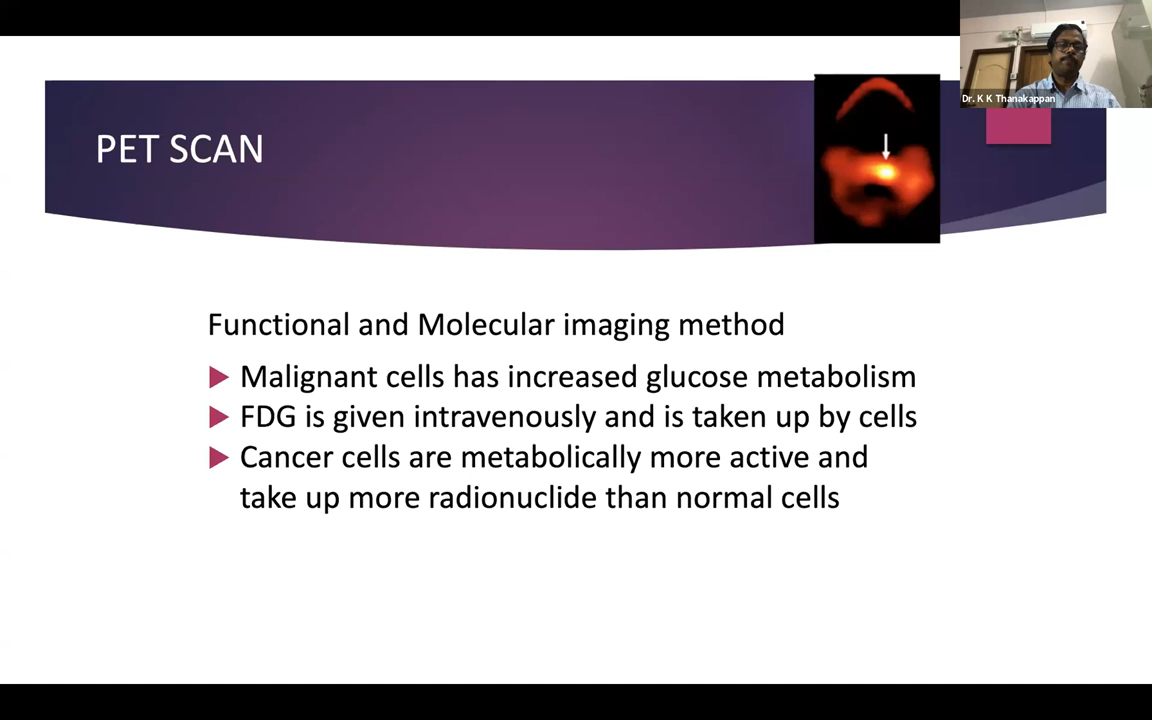 Dr. K K Thanakappan
PET SCAN
Functional and Molecular imaging method
Malignant cells has increased glucose metabolism
FDG is given intravenously and is taken up by cells
Cancer cells are metabolically more active and
take up more radionuclide than normal cells